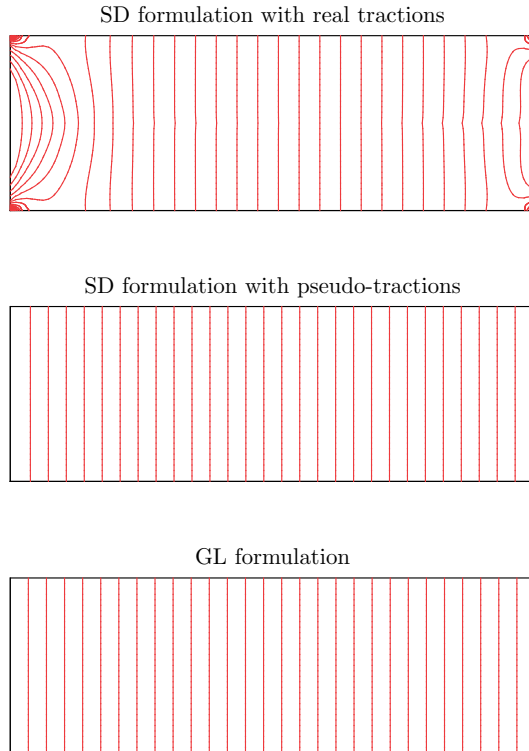 SD formulation with real tractions
SD formulation with pseudo-tractions
GL formulation